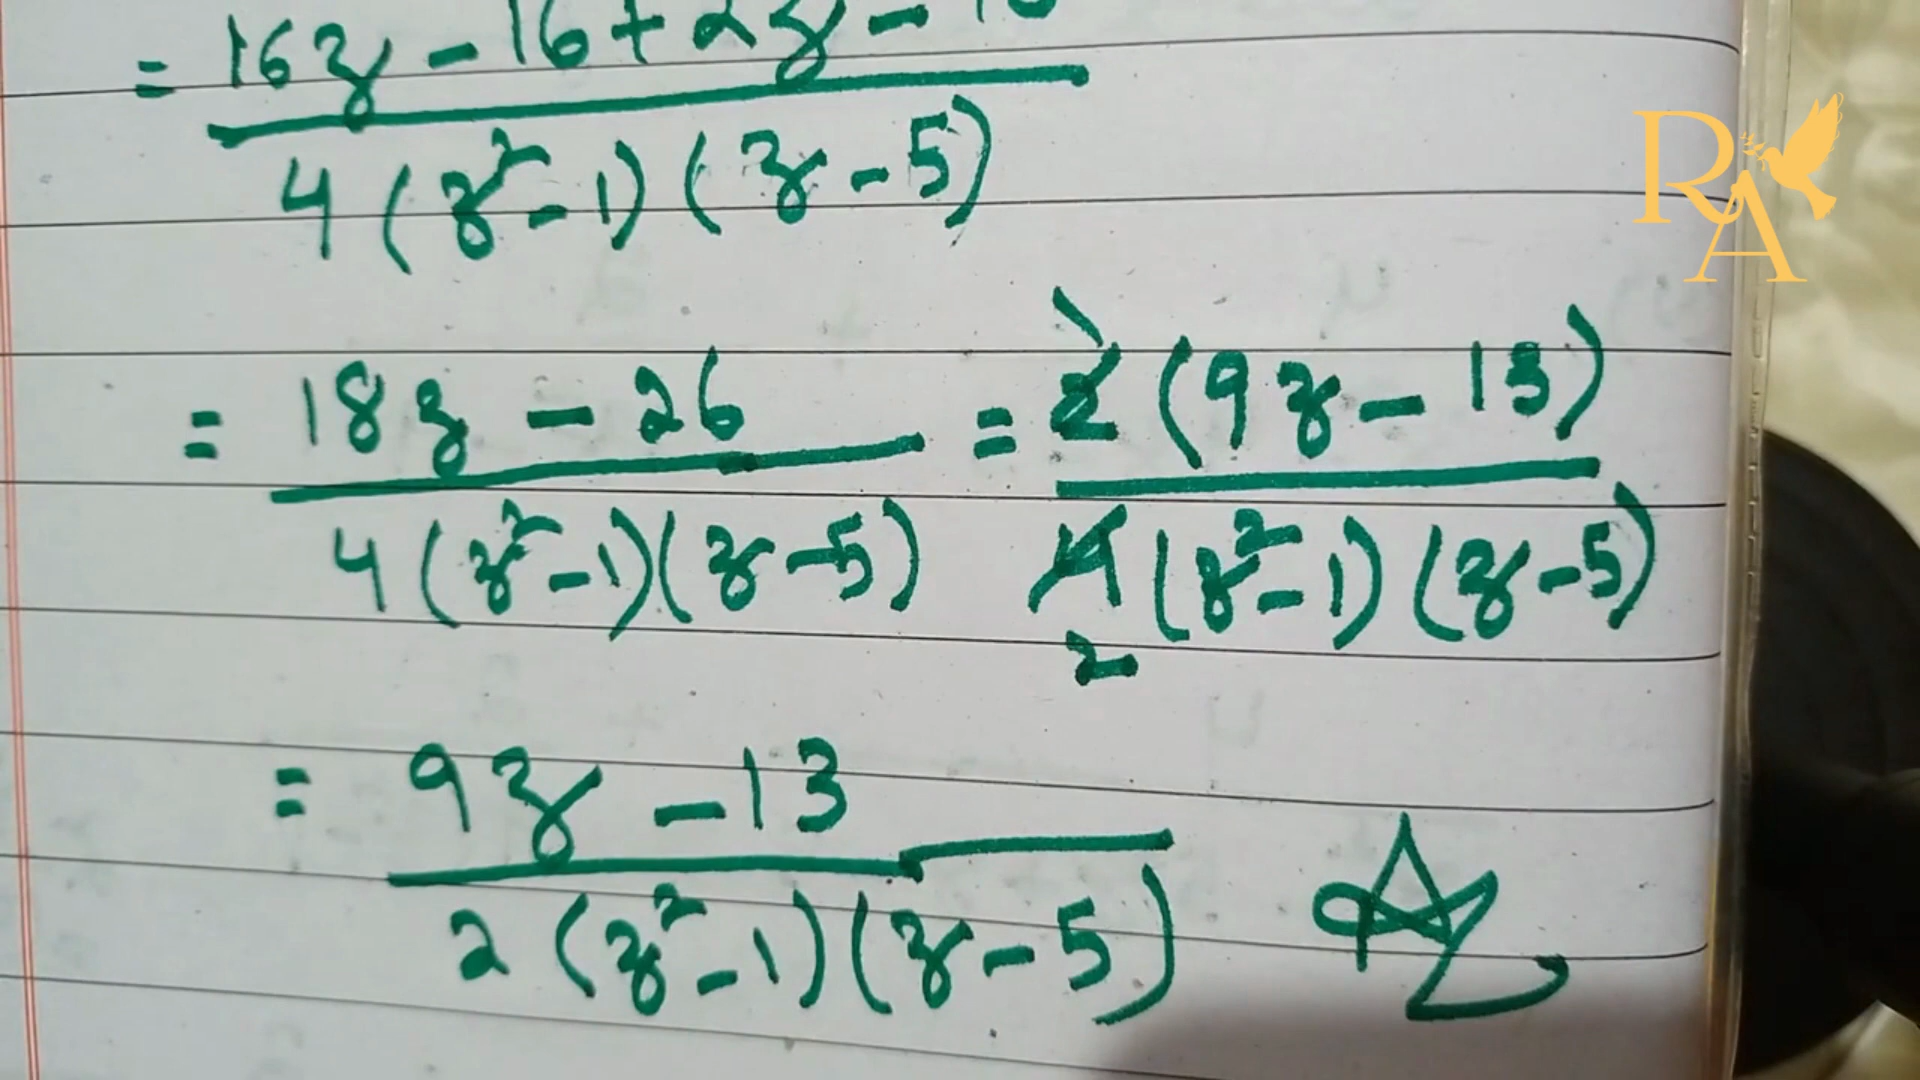 = 16z - 16 + 2z - 10
4(z² - 1)(z - 5)
= 18z - 26 = 2(9z - 13)
4(z² - 1)(z - 5) 4(z² - 1)(z - 5)
2
= 9z - 13
2(z² - 1)(z - 5)
RA